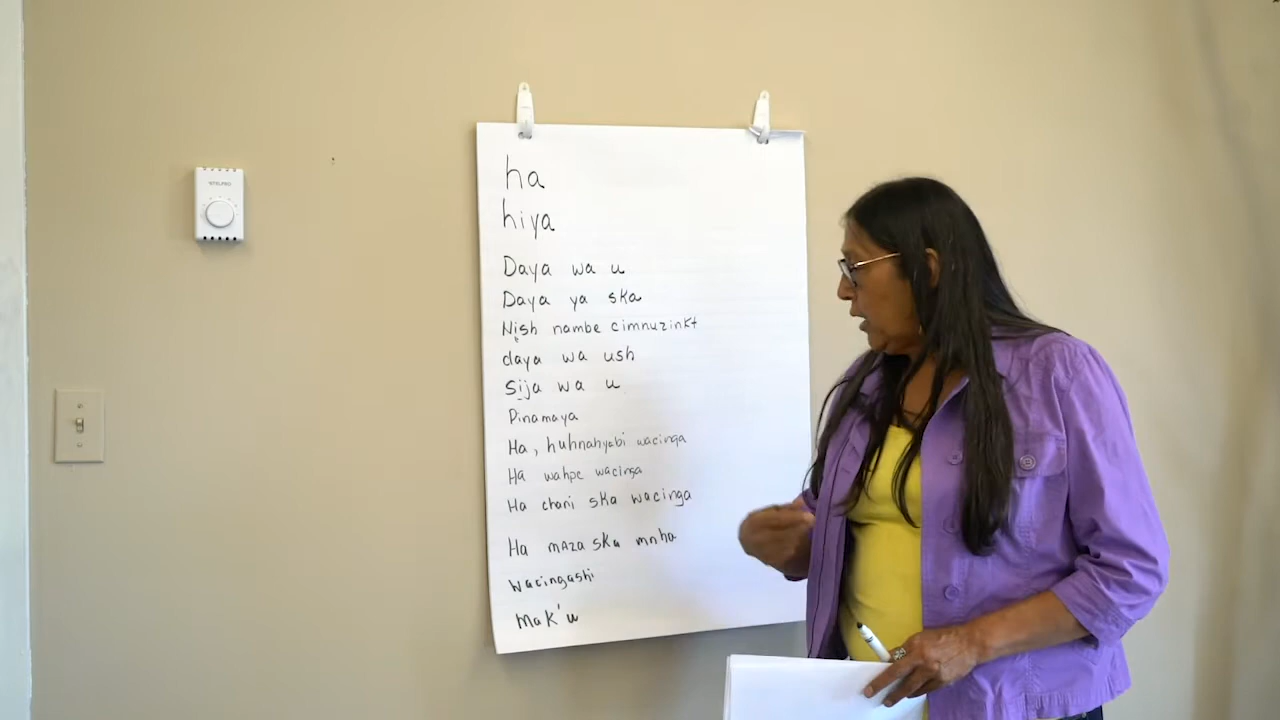 STELPRO
ha
hiya
Daya wa u
Daya ya ska
Nish nambe cimnuzinkt
daya wa ush
Sija wa u
Pinamaya
Ha, huhnahyabi wacinga
Ha wahpe wacinga
Ha chani ska wacinga
Ha maza ska mnha
Wacingashi
Mak'u